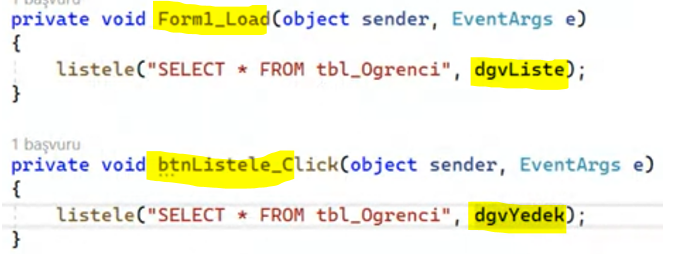 1 başvuru
private void Form1_Load(object sender, EventArgs e)
{
listele("SELECT * FROM tbl_Ogrenci", dgvListe);
}
1 başvuru
private void btnListele_Click(object sender, EventArgs e)
{
listele("SELECT * FROM tbl_Ogrenci", dgvYedek);
}